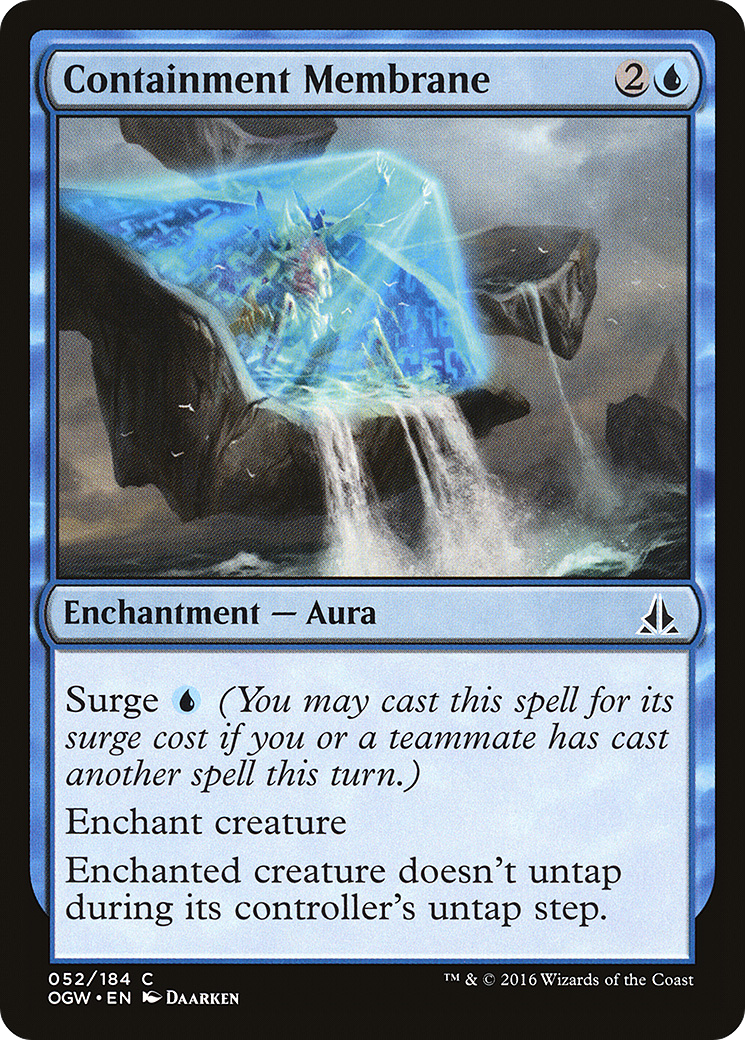 Containment Membrane 2
Enchantment — Aura
Surge (You may cast this spell for its
surge cost if you or a teammate has cast
another spell this turn.)
Enchant creature
Enchanted creature doesn't untap
during its controller's untap step.
052/184 C
OGW • EN DAARKEN
™ & © 2016 Wizards of the Coast